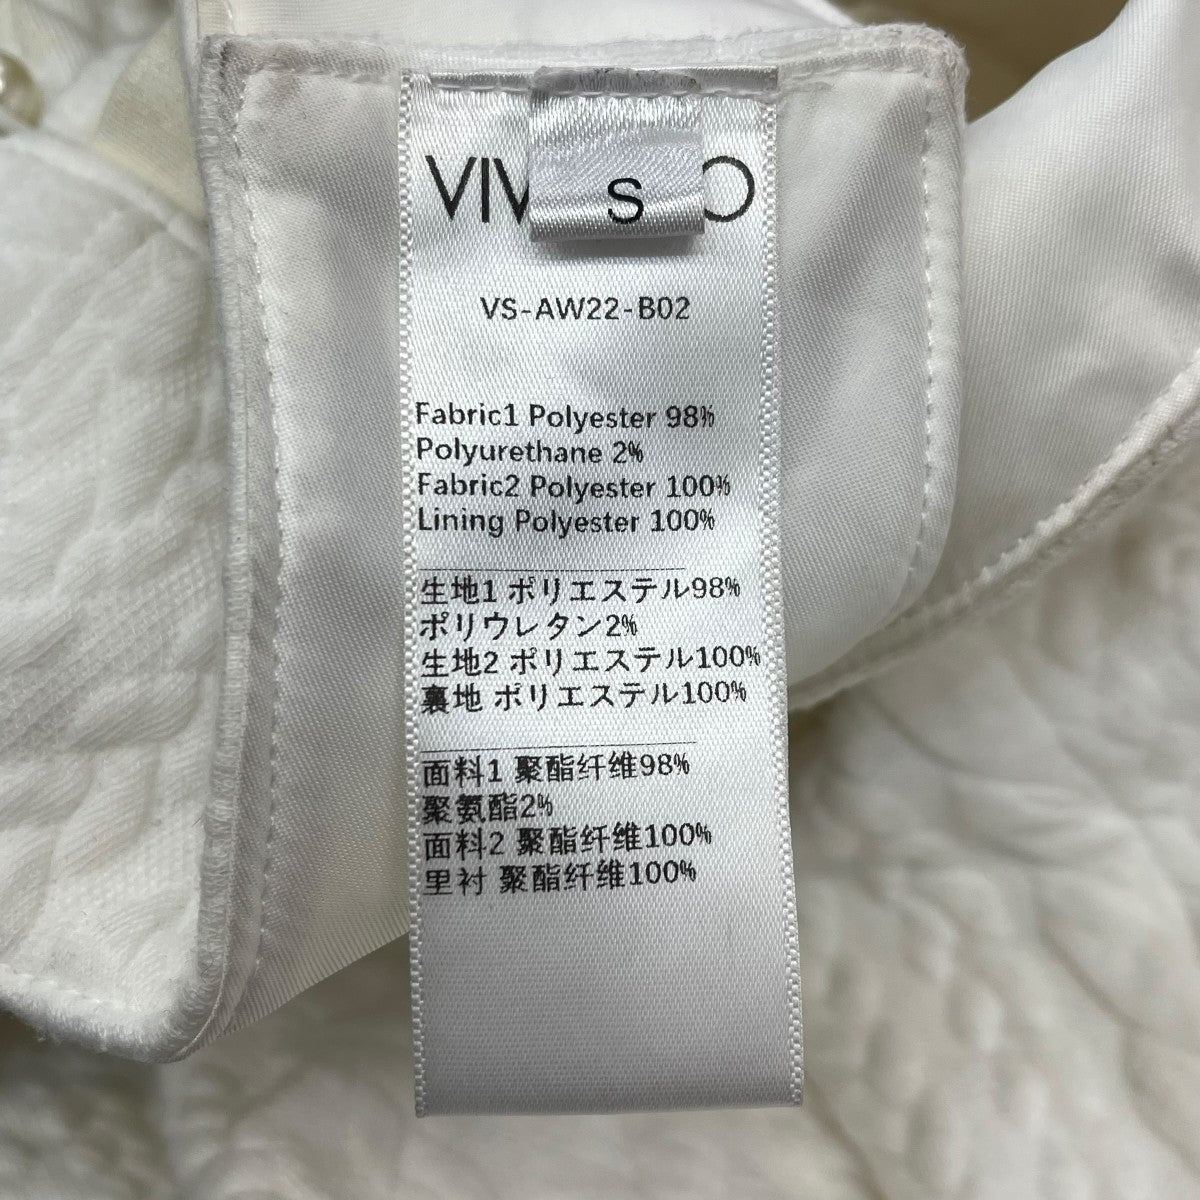 S
VS-AW22-B02
Fabric1 Polyester 98%
Polyurethane 2%
Fabric2 Polyester 100%
Lining Polyester 100%
生地1 ポリエステル98%
ポリウレタン2%
生地2 ポリエステル100%
裏地 ポリエステル100%
面料1 聚酯纤维98%
聚氨酯2%
面料2 聚酯纤维100%
里衬 聚酯纤维100%